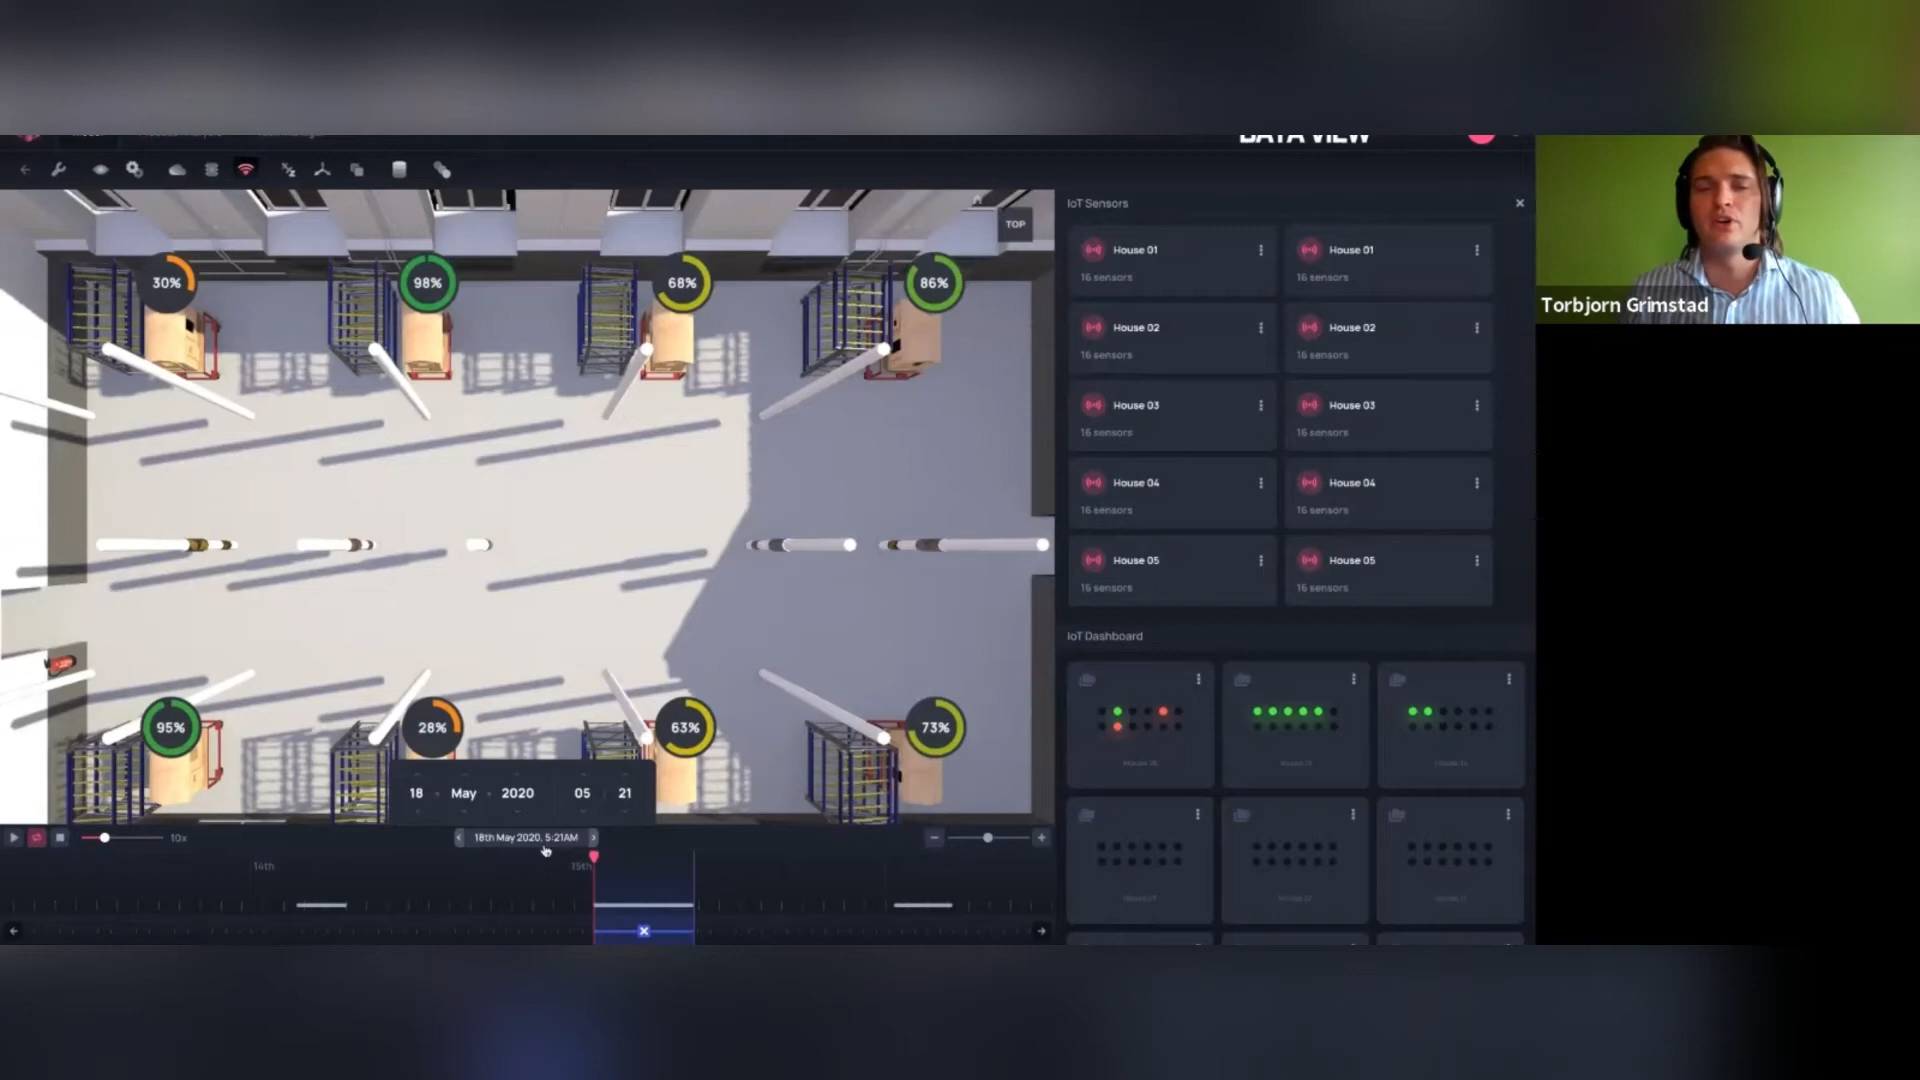 DATA VIEW
TOP
30%
98%
68%
86%
95%
28%
63%
73%
18 May 2020 05 21
10x
18th May 2020, 5:21AM
14th
15th
IoT Sensors
House 01
16 sensors
House 01
16 sensors
House 02
16 sensors
House 02
16 sensors
House 03
16 sensors
House 03
16 sensors
House 04
16 sensors
House 04
16 sensors
House 05
16 sensors
House 05
16 sensors
IoT Dashboard
Torbjorn Grimstad